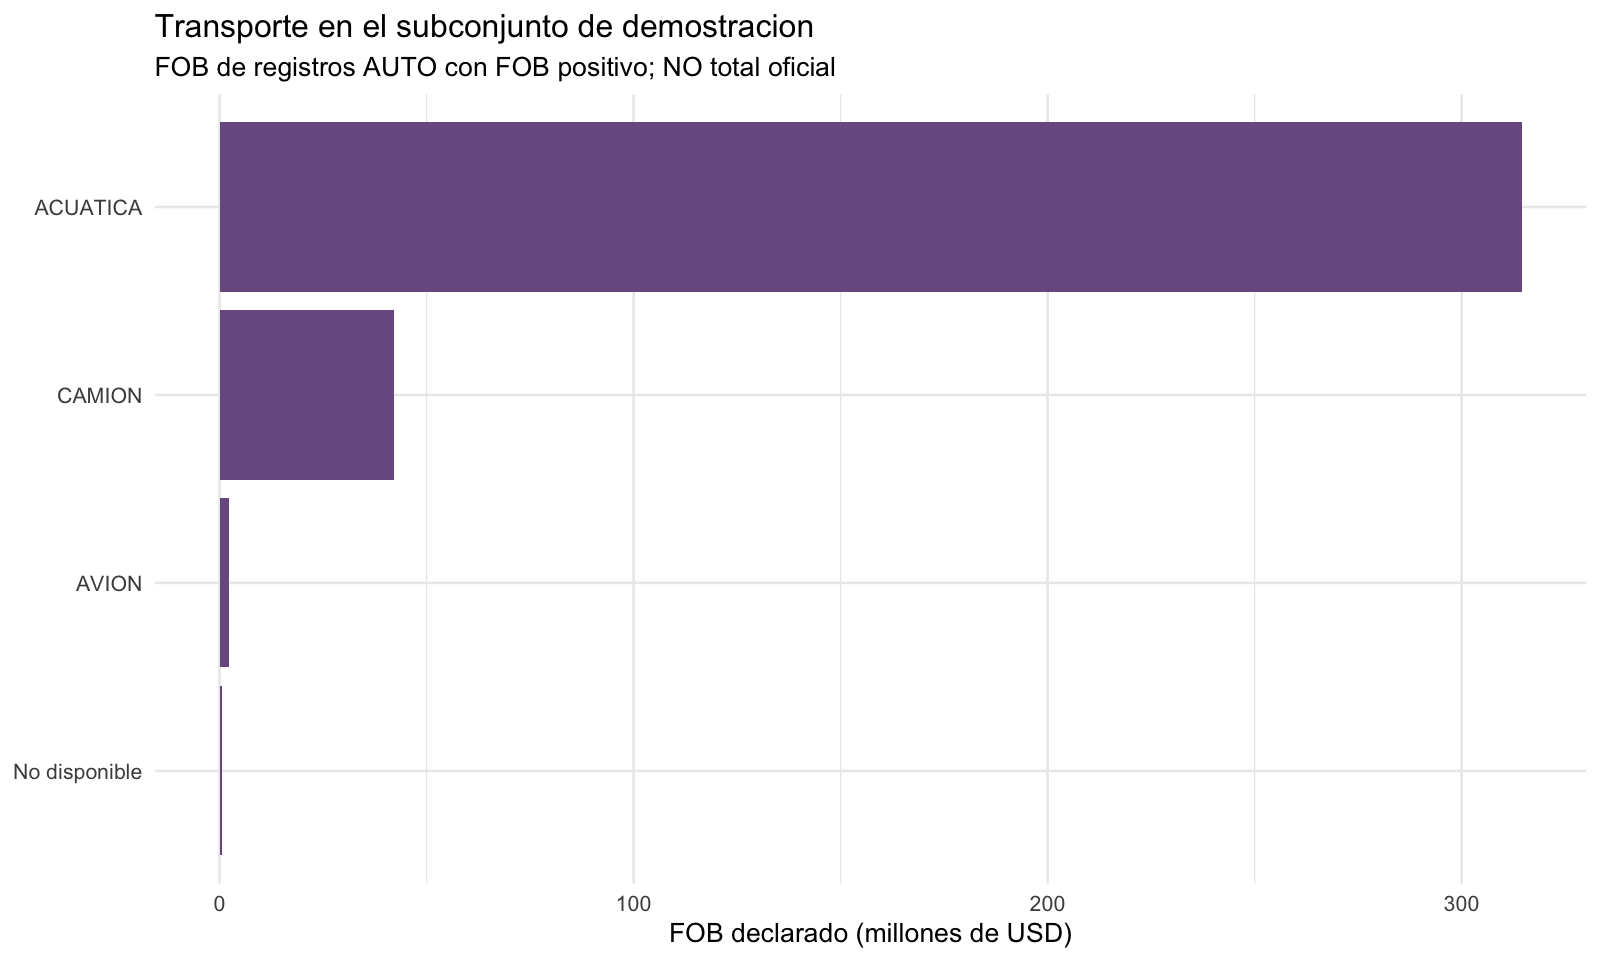 Transporte en el subconjunto de demostracion
FOB de registros AUTO con FOB positivo; NO total oficial
ACUATICA
CAMION
AVION
No disponible
0 100 200 300
FOB declarado (millones de USD)